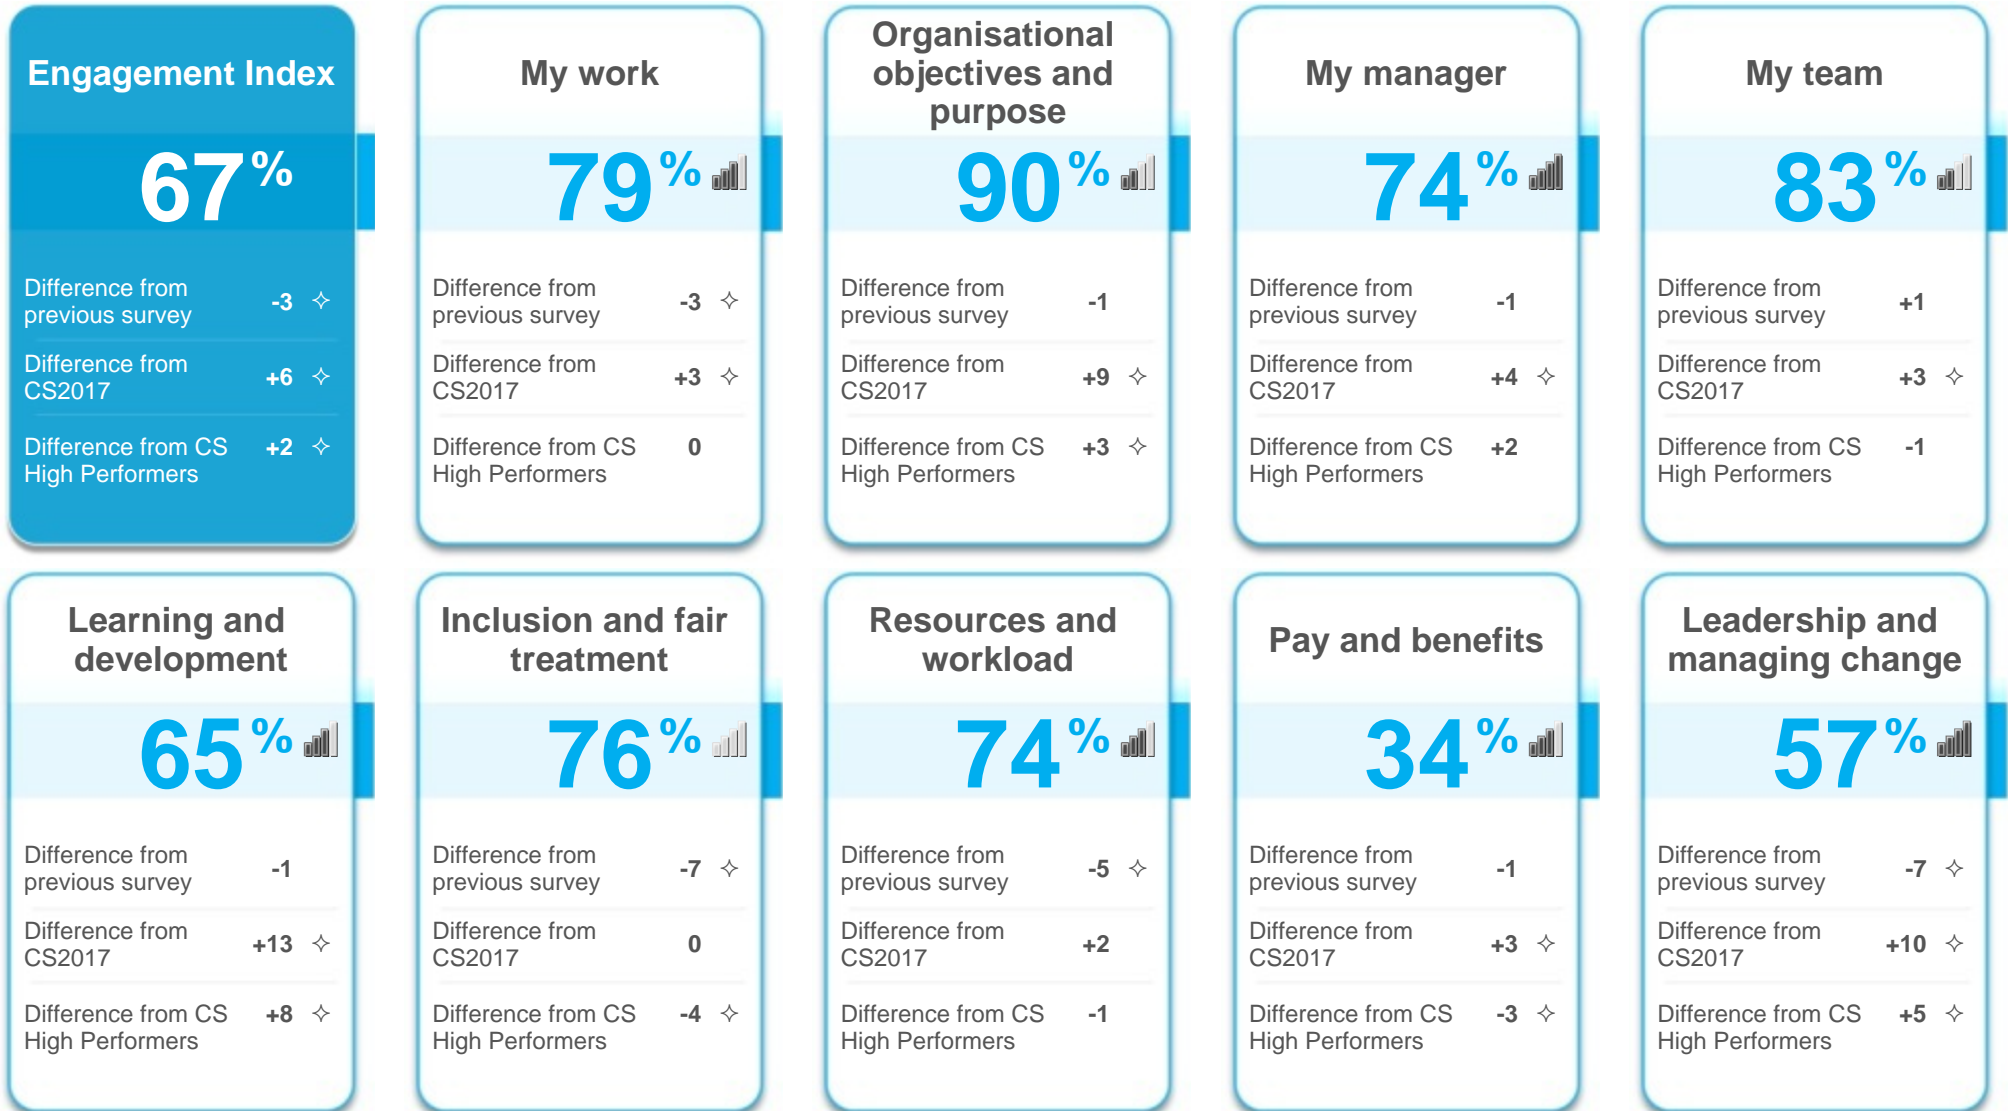 Engagement Index
67%
Difference from
previous survey -3 ✧
Difference from
CS2017 +6 ✧
Difference from CS
High Performers +2 ✧
My work
79%
Difference from
previous survey -3 ✧
Difference from
CS2017 +3 ✧
Difference from CS
High Performers 0
Organisational
objectives and
purpose
90%
Difference from
previous survey -1
Difference from
CS2017 +9 ✧
Difference from CS
High Performers +3 ✧
My manager
74%
Difference from
previous survey -1
Difference from
CS2017 +4 ✧
Difference from CS
High Performers +2
My team
83%
Difference from
previous survey +1
Difference from
CS2017 +3 ✧
Difference from CS
High Performers -1
Learning and
development
65%
Difference from
previous survey -1
Difference from
CS2017 +13 ✧
Difference from CS
High Performers +8 ✧
Inclusion and fair
treatment
76%
Difference from
previous survey -7 ✧
Difference from
CS2017 0
Difference from CS
High Performers -4 ✧
Resources and
workload
74%
Difference from
previous survey -5 ✧
Difference from
CS2017 +2
Difference from CS
High Performers -1
Pay and benefits
34%
Difference from
previous survey -1
Difference from
CS2017 +3 ✧
Difference from CS
High Performers -3 ✧
Leadership and
managing change
57%
Difference from
previous survey -7 ✧
Difference from
CS2017 +10 ✧
Difference from CS
High Performers +5 ✧